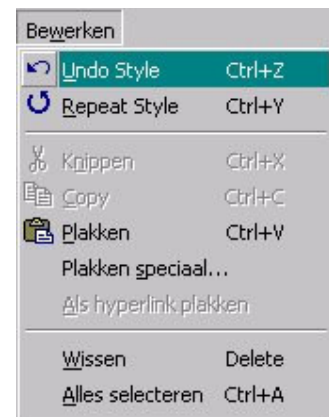 Bewerken
Undo Style Ctrl+Z
Repeat Style Ctrl+Y
Knippen Ctrl+X
Copy Ctrl+C
Plakken Ctrl+V
Plakken speciaal...
Als hyperlink plakken
Wissen Delete
Alles selecteren Ctrl+A